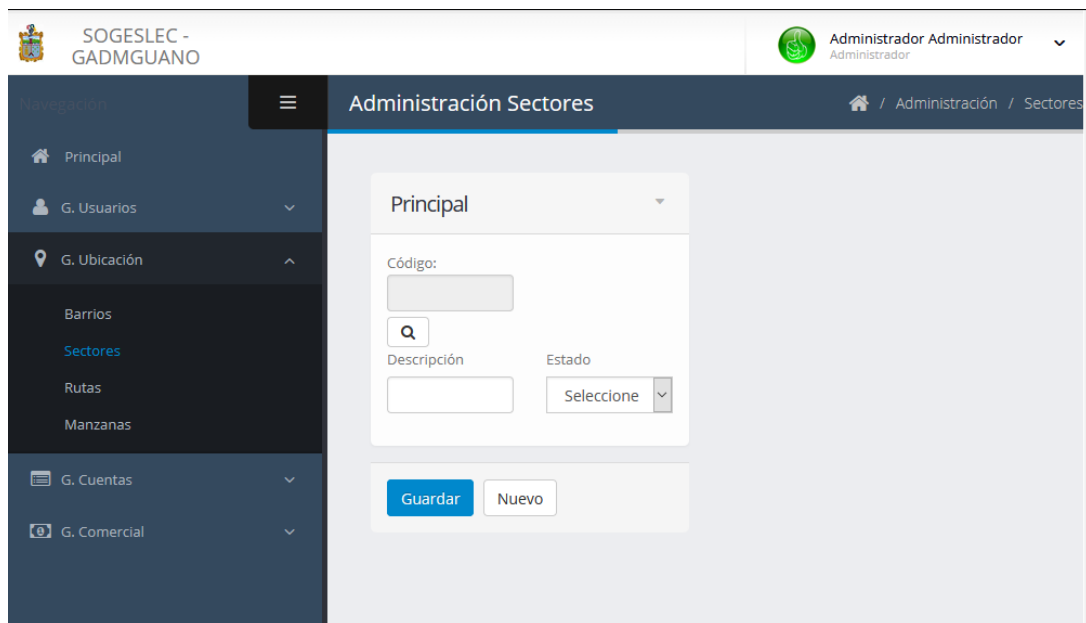 SOGESLEC -
GADMGUANO
Administrador Administrador
Administrador
Navegación
Administración Sectores
/ Administración / Sectores
Principal
G. Usuarios
G. Ubicación
Barrios
Sectores
Rutas
Manzanas
G. Cuentas
G. Comercial
Principal
Código:
Descripción
Estado
Seleccione
Guardar
Nuevo